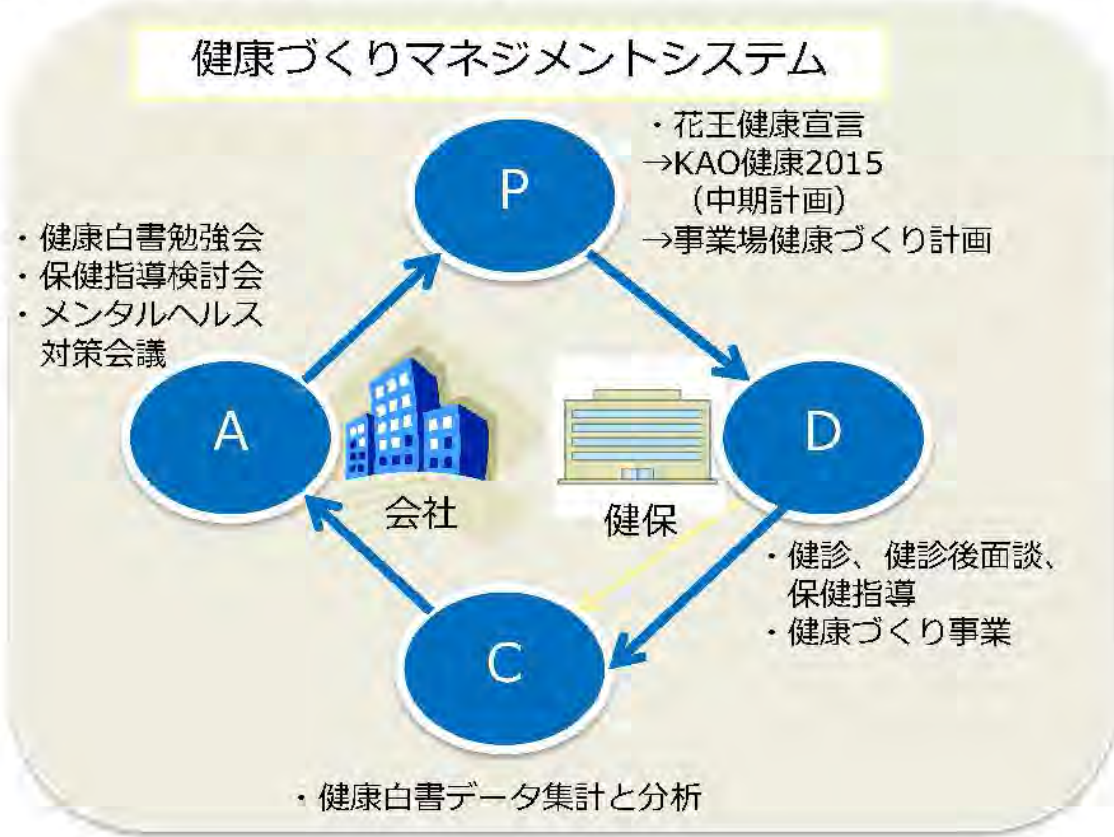 健康づくりマネジメントシステム
P
・花王健康宣言
→KAO健康2015
（中期計画）
→事業場健康づくり計画
・健康白書勉強会
・保健指導検討会
・メンタルヘルス
対策会議
A
会社
健保
D
・健診、健診後面談、
保健指導
・健康づくり事業
C
・健康白書データ集計と分析